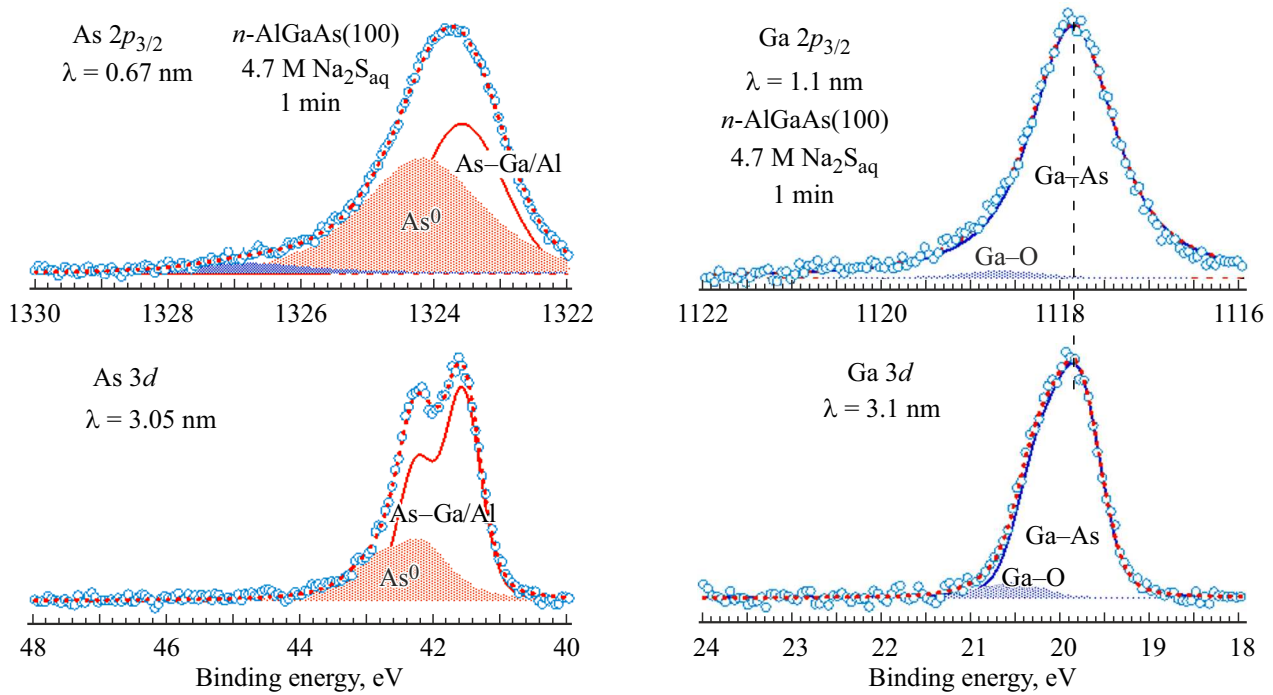 As 2p3/2
λ = 0.67 nm
n-AlGaAs(100)
4.7 M Na2Saq
1 min
As–Ga/Al
As0
1330 1328 1326 1324 1322
Ga 2p3/2
λ = 1.1 nm
n-AlGaAs(100)
4.7 M Na2Saq
1 min
Ga–As
Ga–O
1122 1120 1118 1116
As 3d
λ = 3.05 nm
As–Ga/Al
As0
48 46 44 42 40
Binding energy, eV
Ga 3d
λ = 3.1 nm
Ga–As
Ga–O
24 23 22 21 20 19 18
Binding energy, eV